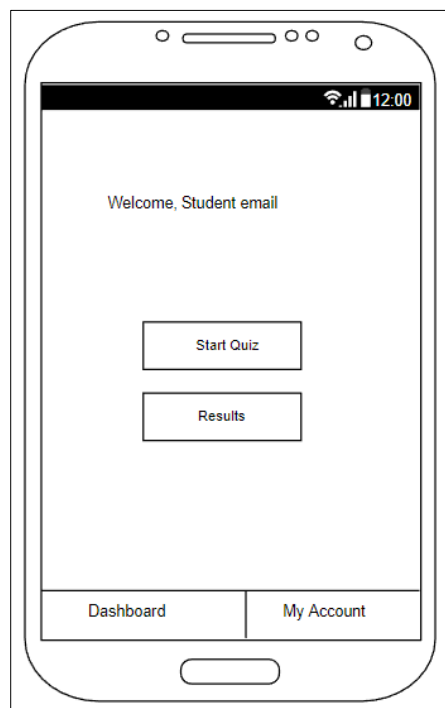 12:00
Welcome, Student email
Start Quiz
Results
Dashboard My Account